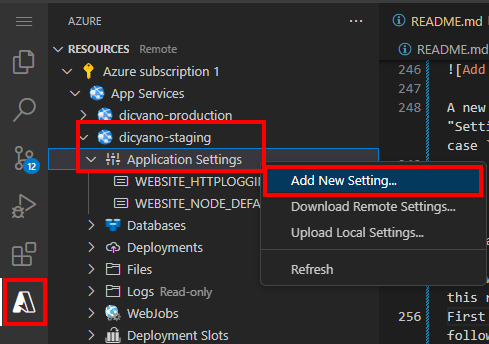 AZURE
RESOURCES Remote
Azure subscription 1
App Services
dicyano-production
dicyano-staging
Application Settings
WEBSITE_HTTPLOGGI
WEBSITE_NODE_DEFA
Databases
Deployments
Files
Logs Read-only
WebJobs
Deployment Slots
12
Add New Setting...
Download Remote Settings...
Upload Local Settings...
Refresh
README.md
README.md
246 ![Add
247
248 A new
"Setti
case `
this r
256 First
follow